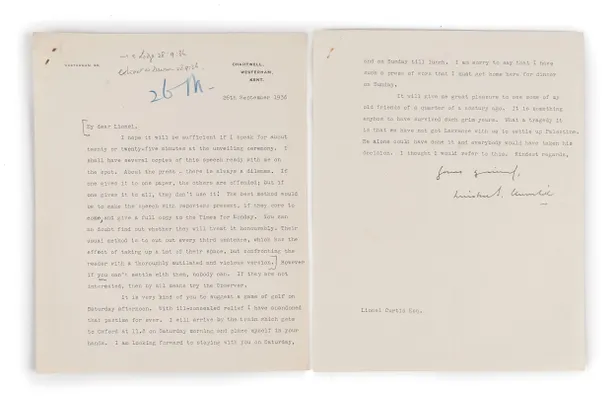 WESTERHAM 93.
CHARTWELL,
WESTERHAM,
KENT.
26 M.
26th September 1936
My dear Lionel,
I hope it will be sufficient if I speak for about
twenty or twenty-five minutes at the unveiling ceremony. I
shall have several copies of this speech ready with me on
the spot. About the press - there is always a dilemma. If
one gives it to one paper, the others are offended; but if
one gives it to all, they don't use it! The best method would
be to have the speech with important present, if they care to
come, and give a full copy to the Times for Sunday. You can
no doubt find out whether they will treat it honourably. Their
usual method is to cut out every third sentence, which has the
effect of taking up a lot of their space, but confronting the
reader with a thoroughly mutilated and vicious version. However
if you can't settle with them, nobody can. If they are not
interested, then by all means try the Observer.
It is very kind of you to suggest a game of golf on
Saturday afternoon. With ill-concealed relief I have abandoned
that pastime for ever. I will arrive by the train which gets
to Oxford at 11.8 on Saturday morning and place myself in your
hands. I am looking forward to staying with you on Saturday,
and on Sunday till lunch. I am sorry to say that I have
such a press of work that I must get home here for dinner
on Sunday.
It will give me great pleasure to see some of my
old friends of a quarter of a century ago. It is something
anyhow to have survived such grim years. What a tragedy it
is that we have not got Lawrence with us to settle up Palestine.
He alone could have done it and everybody would have taken his
decision. I thought I would refer to this. Kindest regards,
Yours sincerely,
Winston S. Churchill
Lionel Curtis Esq.